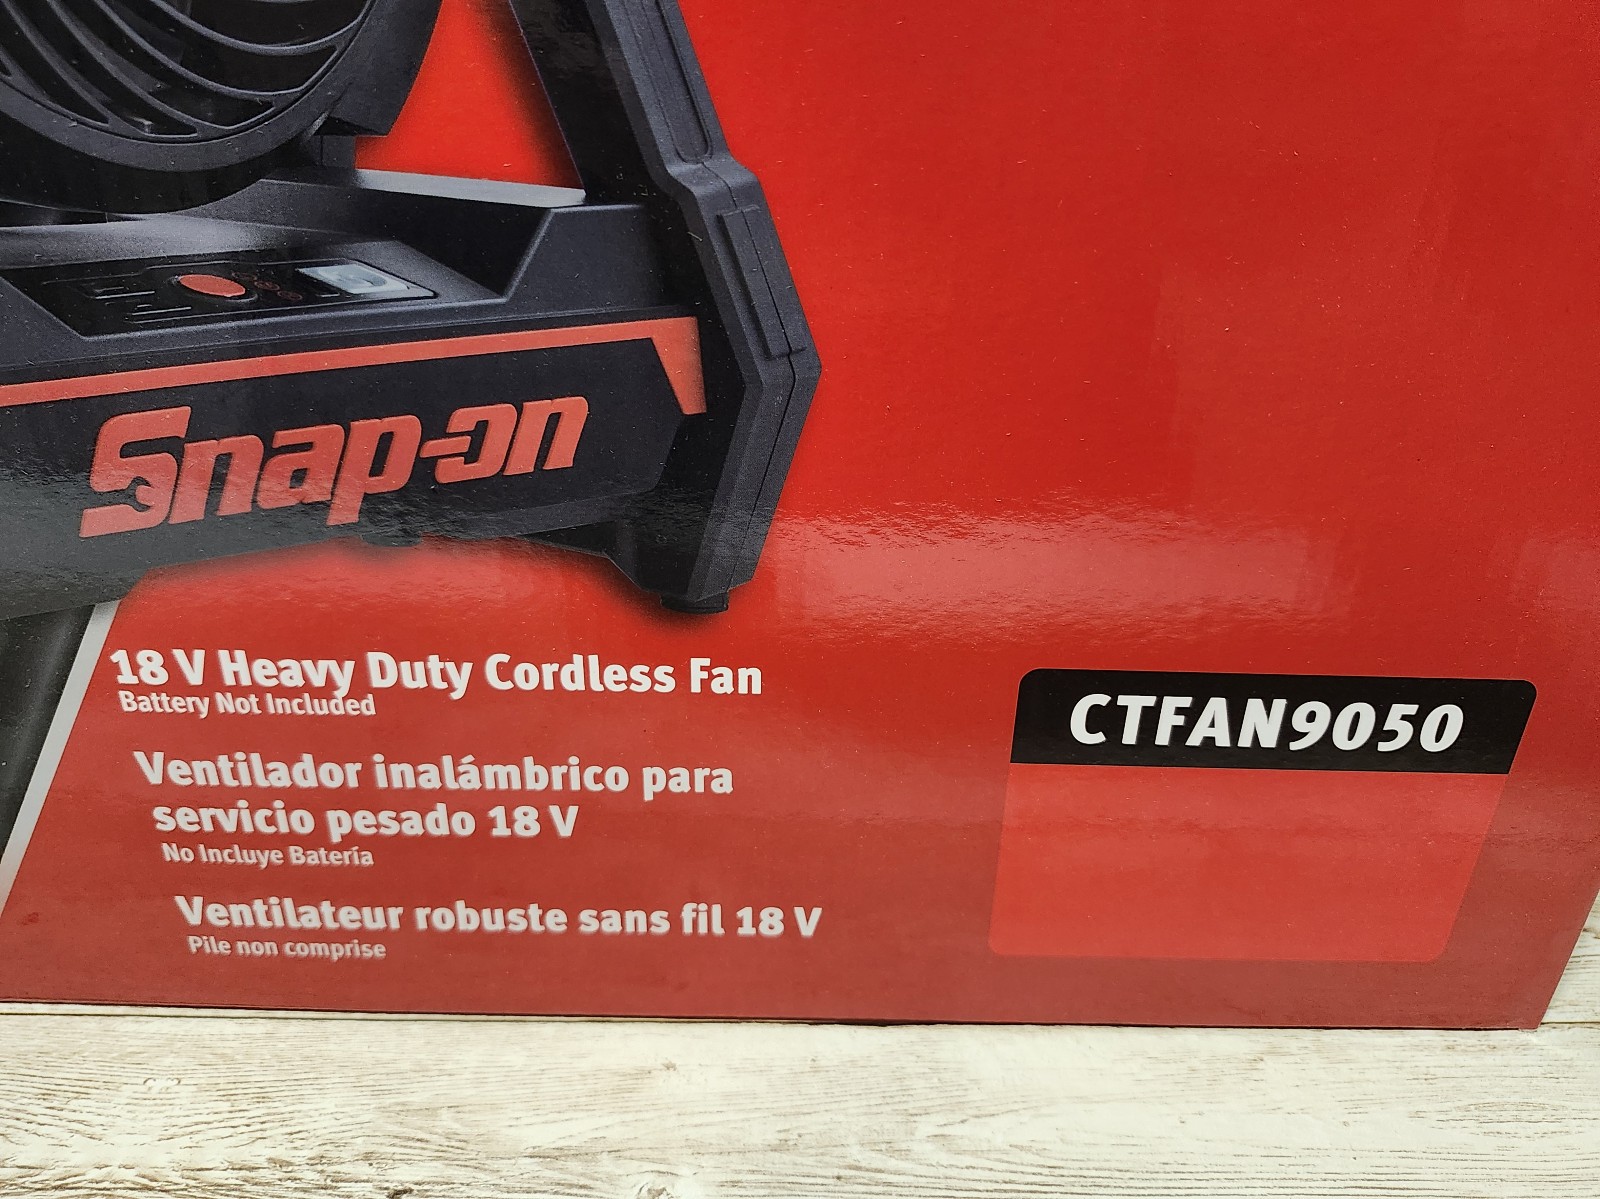 Snap-on
18 V Heavy Duty Cordless Fan
Battery Not Included
Ventilador inalámbrico para
servicio pesado 18 V
No Incluye Batería
Ventilateur robuste sans fil 18 V
Pile non comprise
CTFAN9050